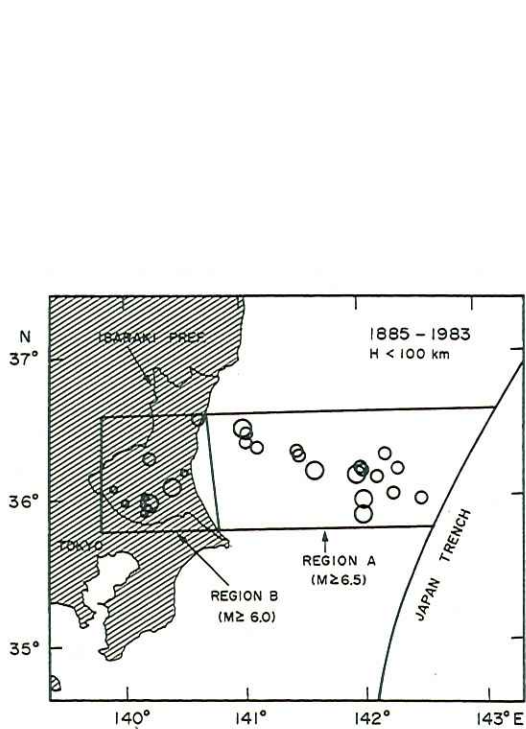 1885 – 1983
H < 100 km
N
37°
36°
35°
IBARAKI PREF.
TOKYO
REGION A
(M≥6.5)
REGION B
(M≥ 6.0)
JAPAN TRENCH
140°
141°
142°
143° E